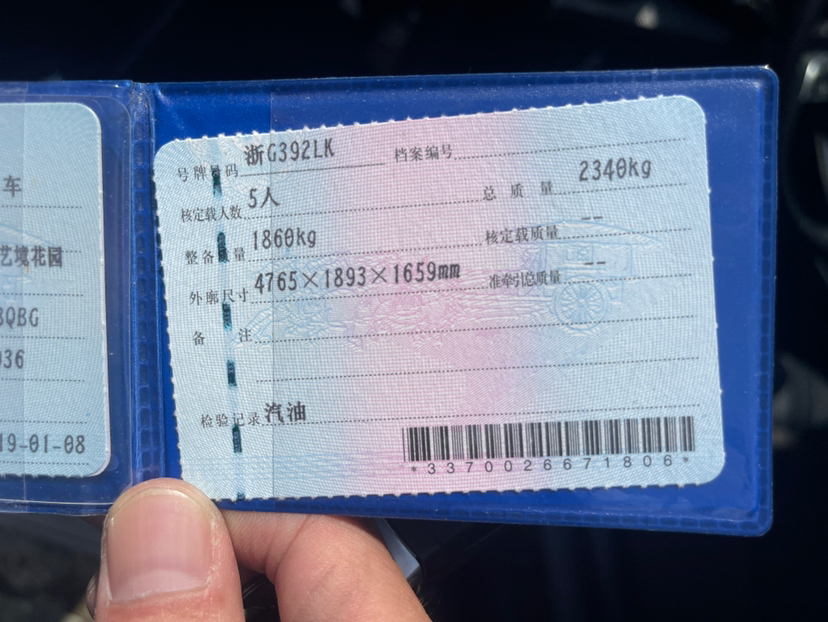 车
艺境花园
BQBG
036
19-01-08
号牌号码 浙G392LK 档案编号
核定载人数 5人 总质量 2340kg
整备质量 1860kg 核定载质量 --
外廓尺寸 4765×1893×1659mm 准牵引总质量 --
备注
检验记录 汽油
*3370026671806*